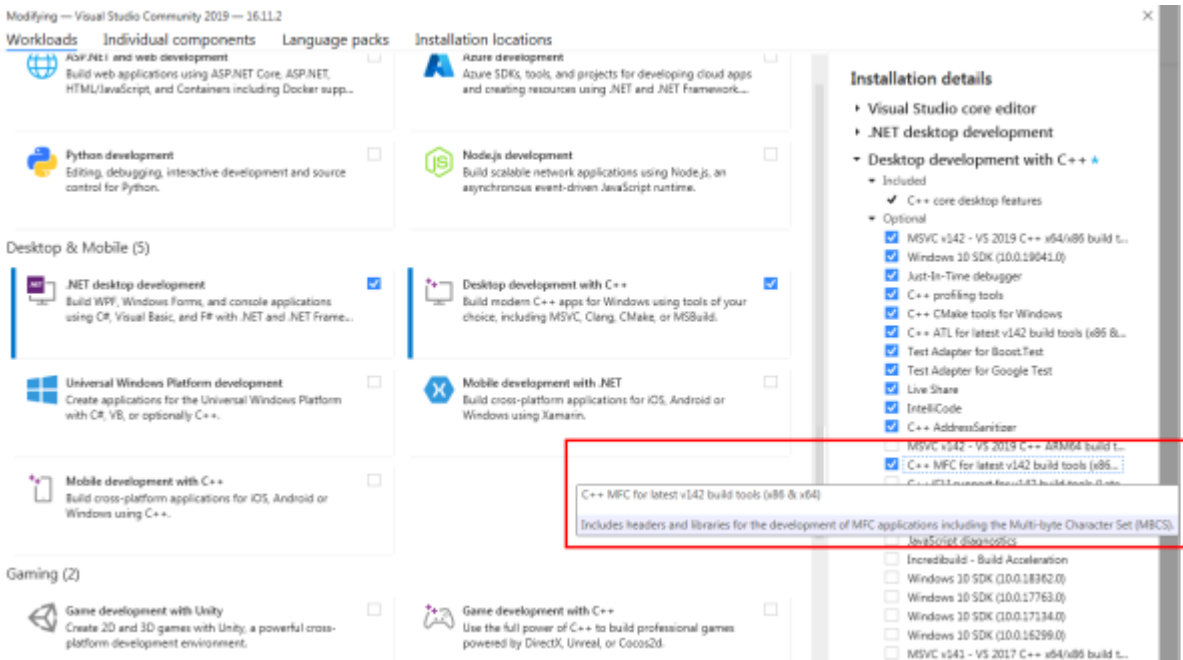 Modifying — Visual Studio Community 2019 — 16.11.2
Workloads Individual components Language packs Installation locations
ASP.NET and web development
Build web applications using ASP.NET Core, ASP.NET,
HTML/JavaScript, and Containers including Docker supp...
Azure development
Azure SDKs, tools, and projects for developing cloud apps
and creating resources using .NET and .NET Framework....
Python development
Editing, debugging, interactive development and source
control for Python.
Node.js development
Build scalable network applications using Node.js, an
asynchronous event-driven JavaScript runtime.
Desktop & Mobile (5)
.NET desktop development
Build WPF, Windows Forms, and console applications
using C#, Visual Basic, and F# with .NET and .NET Frame...
Desktop development with C++
Build modern C++ apps for Windows using tools of your
choice, including MSVC, Clang, CMake, or MSBuild.
Universal Windows Platform development
Create applications for the Universal Windows Platform
with C#, VB, or optionally C++.
Mobile development with .NET
Build cross-platform applications for iOS, Android or
Windows using Xamarin.
Mobile development with C++
Build cross-platform applications for iOS, Android or
Windows using C++.
Gaming (2)
Game development with Unity
Create 2D and 3D games with Unity, a powerful cross-
platform development environment.
Game development with C++
Use the full power of C++ to build professional games
powered by DirectX, Unreal, or Cocos2d.
Installation details
Visual Studio core editor
.NET desktop development
Desktop development with C++
Included
C++ core desktop features
Optional
MSVC v142 - VS 2019 C++ x64/x86 build t...
Windows 10 SDK (10.0.19041.0)
Just-In-Time debugger
C++ profiling tools
C++ CMake tools for Windows
C++ ATL for latest v142 build tools (x86 &...
Test Adapter for Boost.Test
Test Adapter for Google Test
Live Share
IntelliCode
C++ AddressSanitizer
MSVC v142 - VS 2019 C++ ARM64 build t...
C++ MFC for latest v142 build tools (x86...
C++/CLI support for v142 build tools (Late...
C++ MFC for latest v142 build tools (x86 & x64)
Includes headers and libraries for the development of MFC applications including the Multi-byte Character Set (MBCS).
JavaScript diagnostics
Incredibuild - Build Acceleration
Windows 10 SDK (10.0.18362.0)
Windows 10 SDK (10.0.17763.0)
Windows 10 SDK (10.0.17134.0)
Windows 10 SDK (10.0.16299.0)
MSVC v141 - VS 2017 C++ x64/x86 build t...